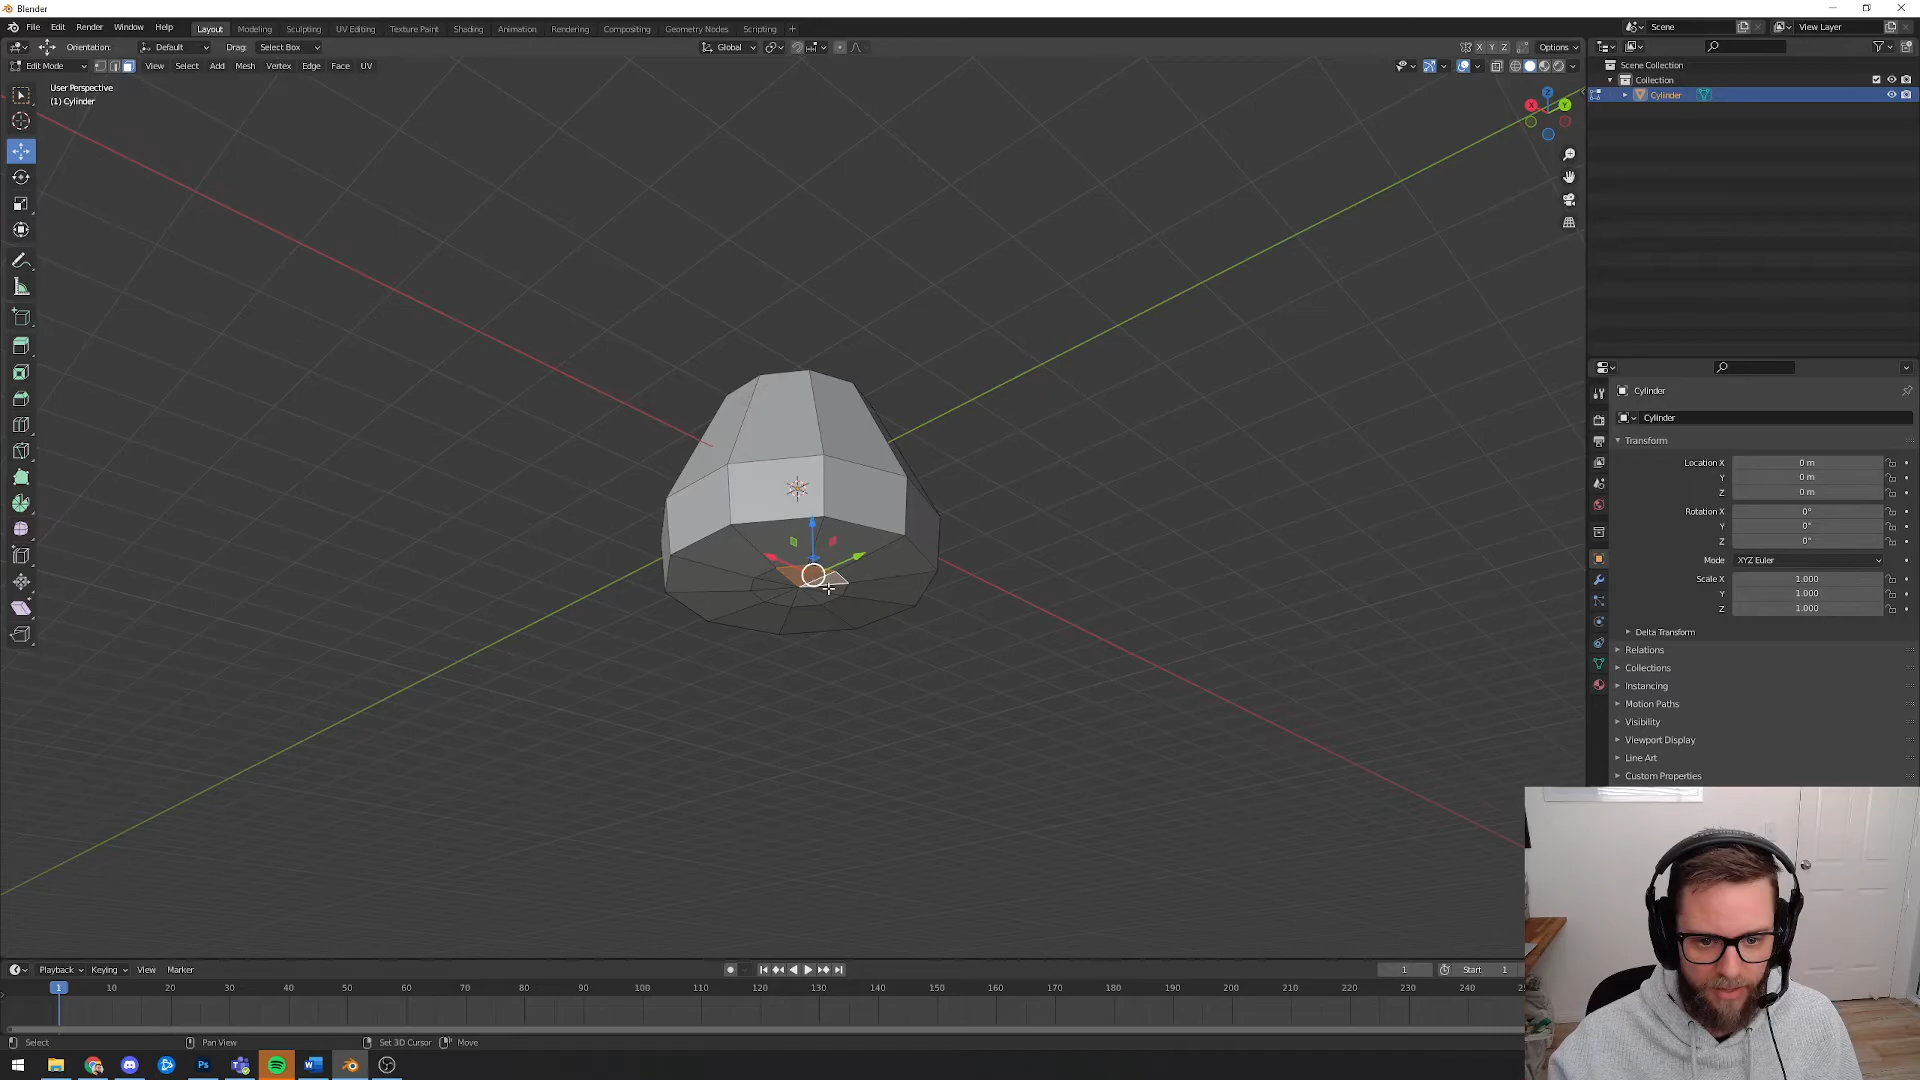 Blender
File Edit Render Window Help Layout Modeling Sculpting UV Editing Texture Paint Shading Animation Rendering Compositing Geometry Nodes Scripting + Scene View Layer
Orientation: Default Drag: Select Box Global X Y Z Options
Edit Mode View Select Add Mesh Vertex Edge Face UV
Scene Collection
Collection
Cylinder
User Perspective
(1) Cylinder
Z
X Y
Cylinder
Cylinder
Transform
Location X 0 m
Y 0 m
Z 0 m
Rotation X 0°
Y 0°
Z 0°
Mode XYZ Euler
Scale X 1.000
Y 1.000
Z 1.000
Delta Transform
Relations
Collections
Instancing
Motion Paths
Visibility
Viewport Display
Line Art
Custom Properties
Playback Keying View Marker 1 Start 1
1 10 20 30 40 50 60 70 80 90 100 110 120 130 140 150 160 170 180 190 200 210 220 230 240
Select Pan View Set 3D Cursor Move
Ps W